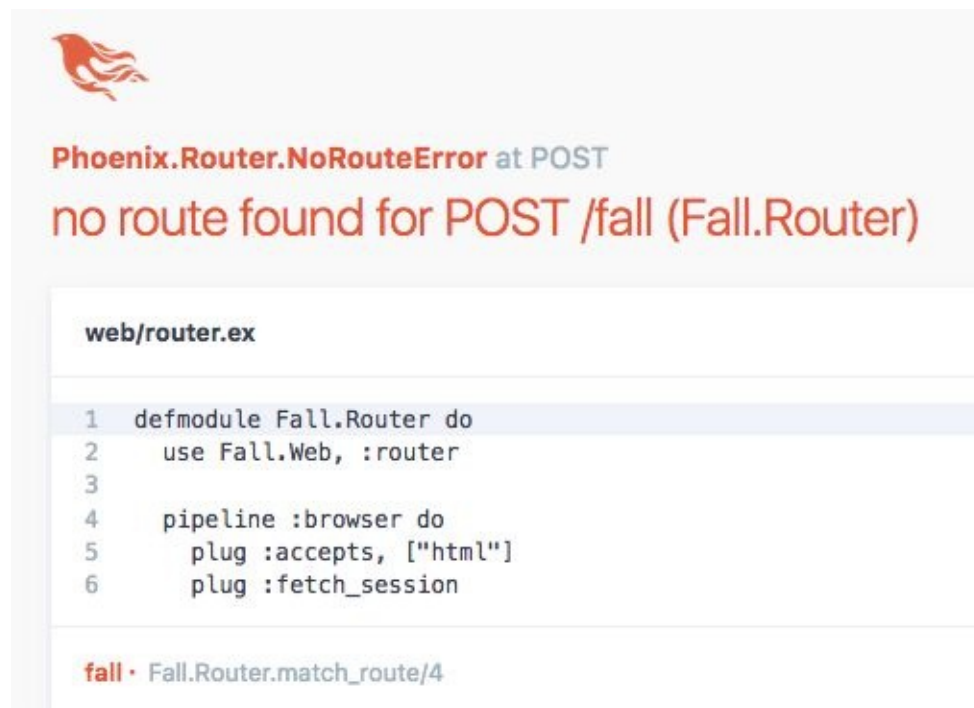 Phoenix.Router.NoRouteError at POST
no route found for POST /fall (Fall.Router)
web/router.ex
1 defmodule Fall.Router do
2 use Fall.Web, :router
3
4 pipeline :browser do
5 plug :accepts, ["html"]
6 plug :fetch_session
fall · Fall.Router.match_route/4